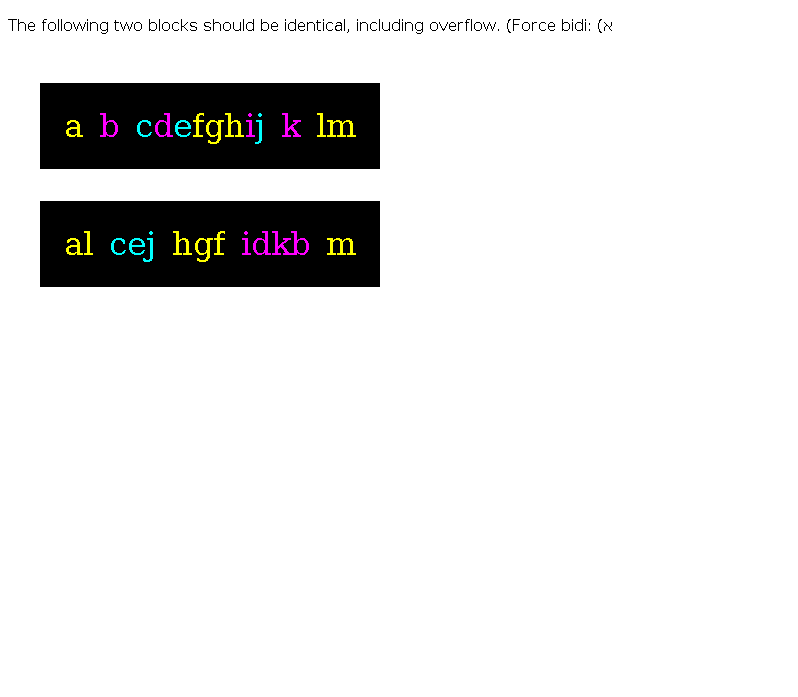 The following two blocks should be identical, including overflow. (Force bidi: (א
a b cdefghij k lm
al cej hgf idkb m